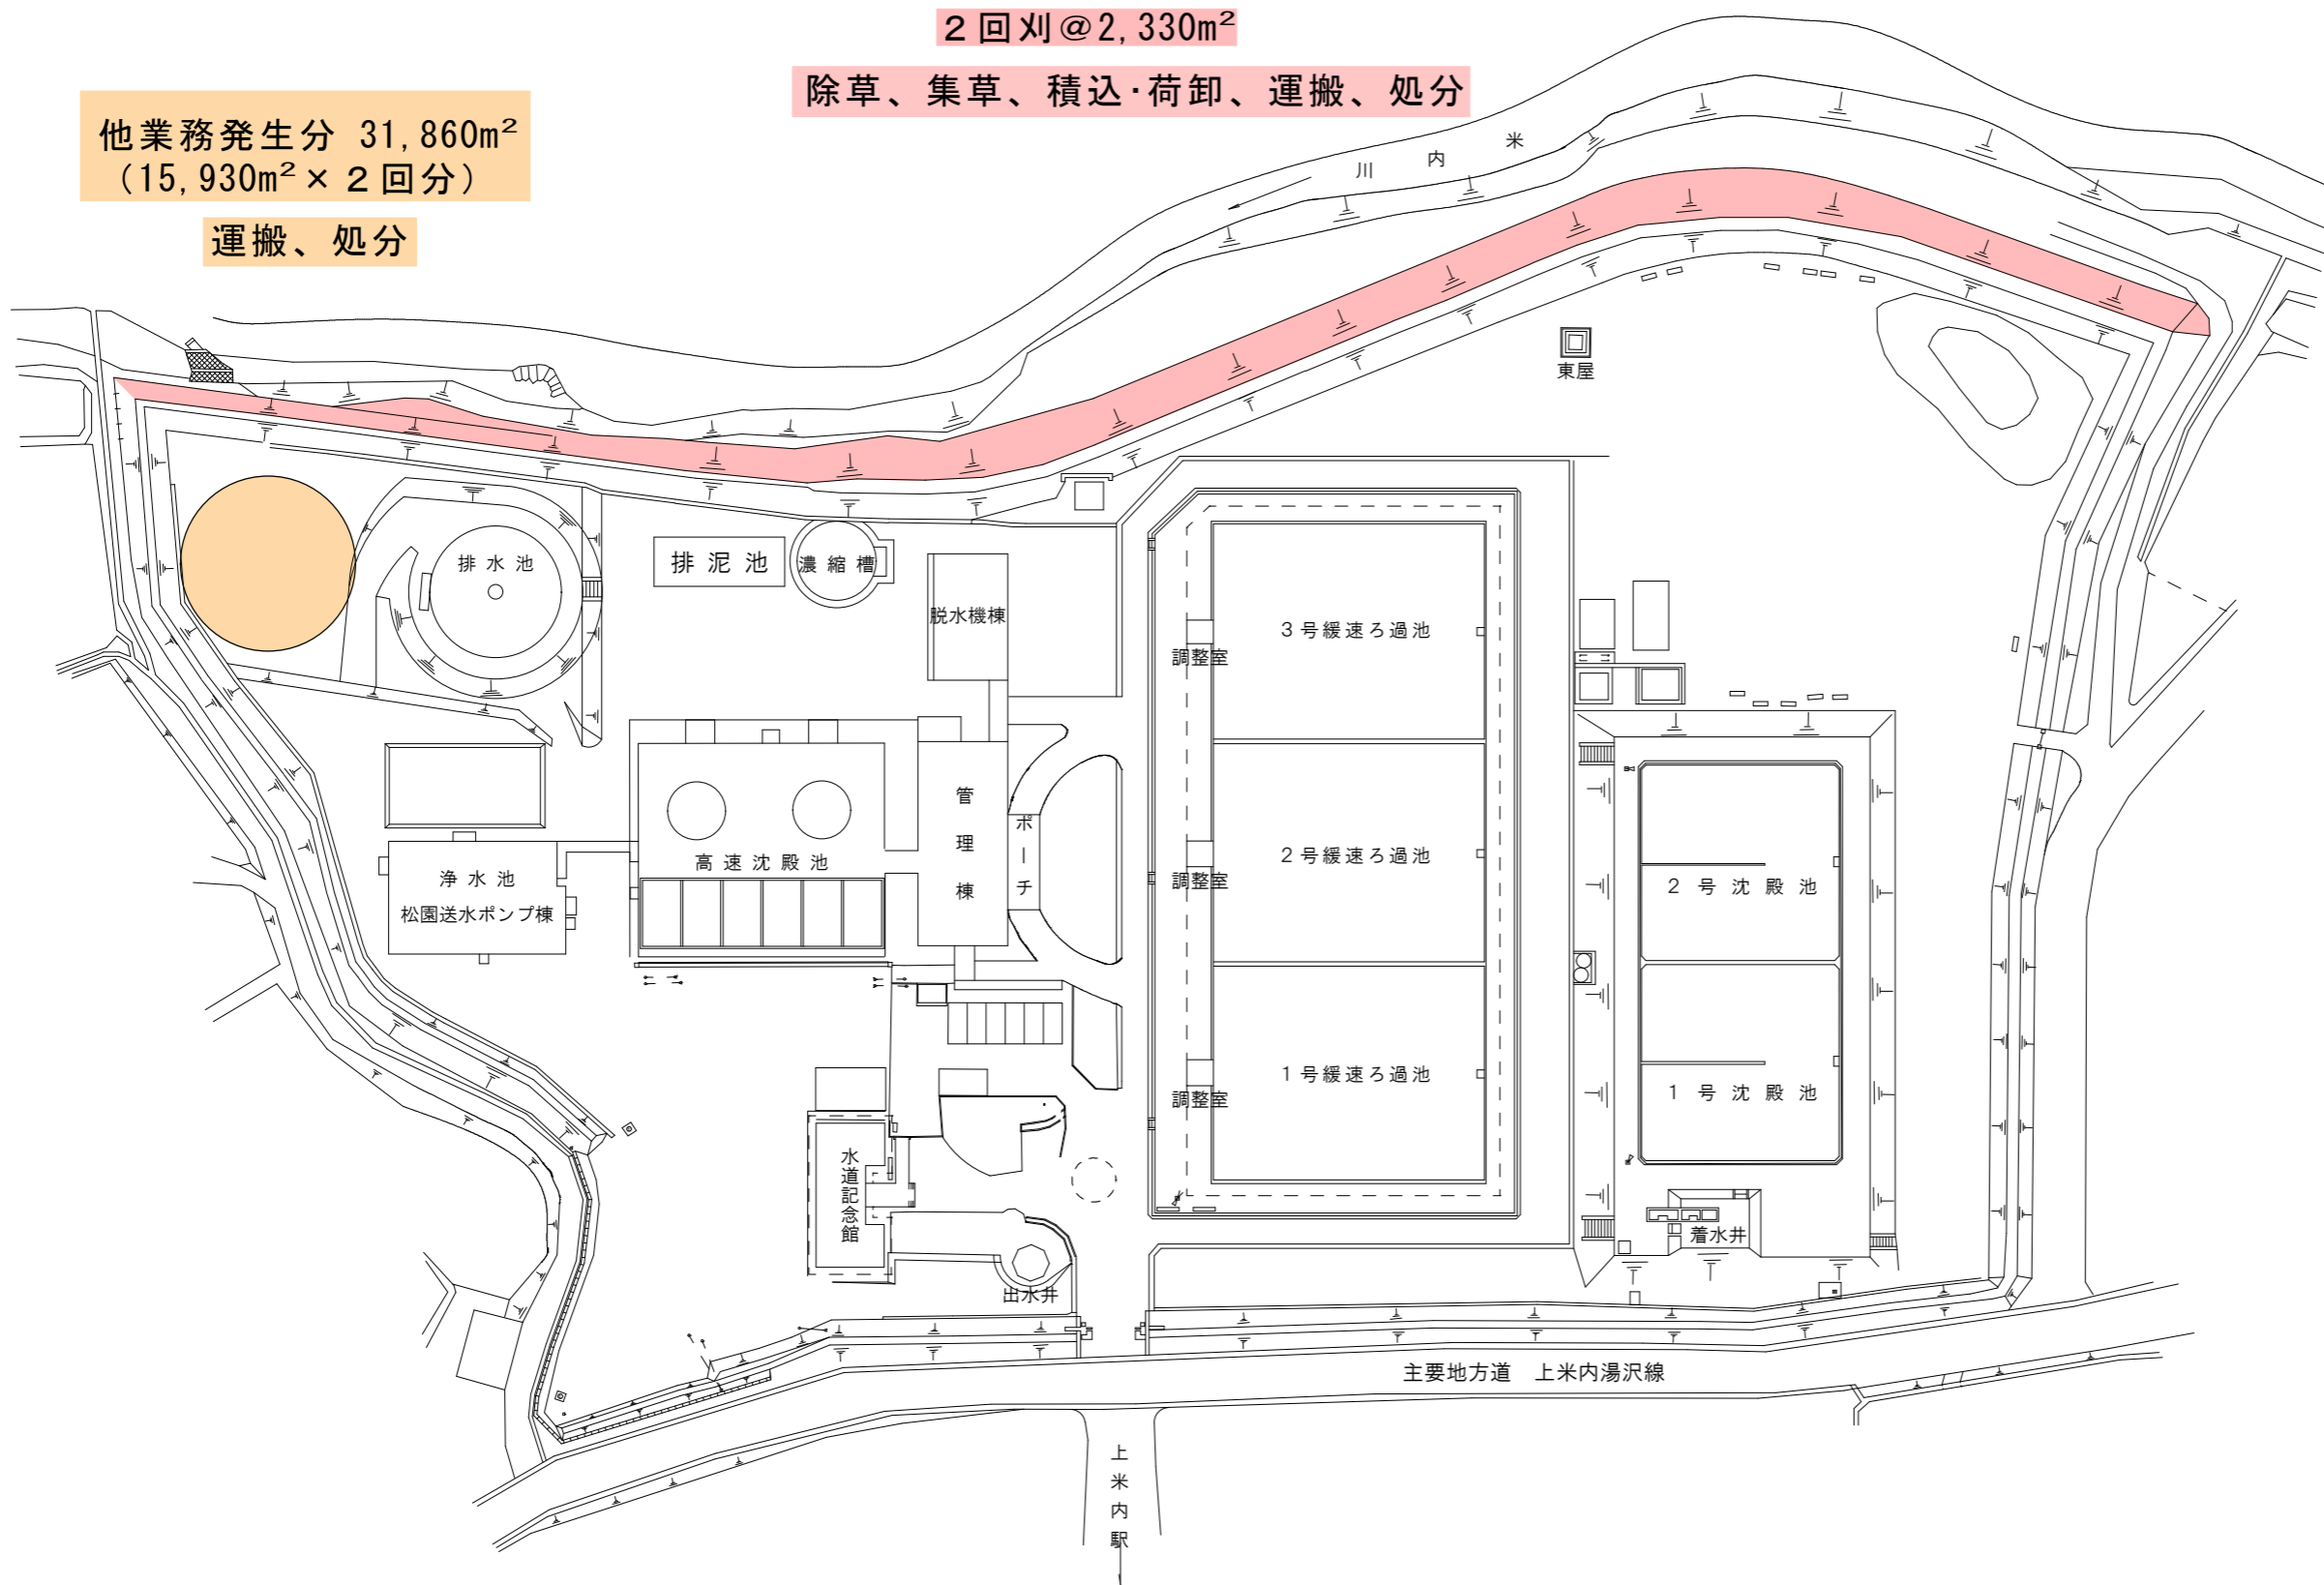 ２回刈＠2,330m²
除草、集草、積込・荷卸、運搬、処分
他業務発生分 31,860m²
（15,930m²×２回分）
運搬、処分
米
内
川
東屋
排水池
排泥池
濃縮槽
脱水機棟
３号緩速ろ過池
調整室
管理棟
ポーチ
高速沈殿池
２号緩速ろ過池
調整室
浄水池
松園送水ポンプ棟
２号沈殿池
１号緩速ろ過池
調整室
１号沈殿池
水道記念館
着水井
出水井
主要地方道　上米内湯沢線
上米内駅